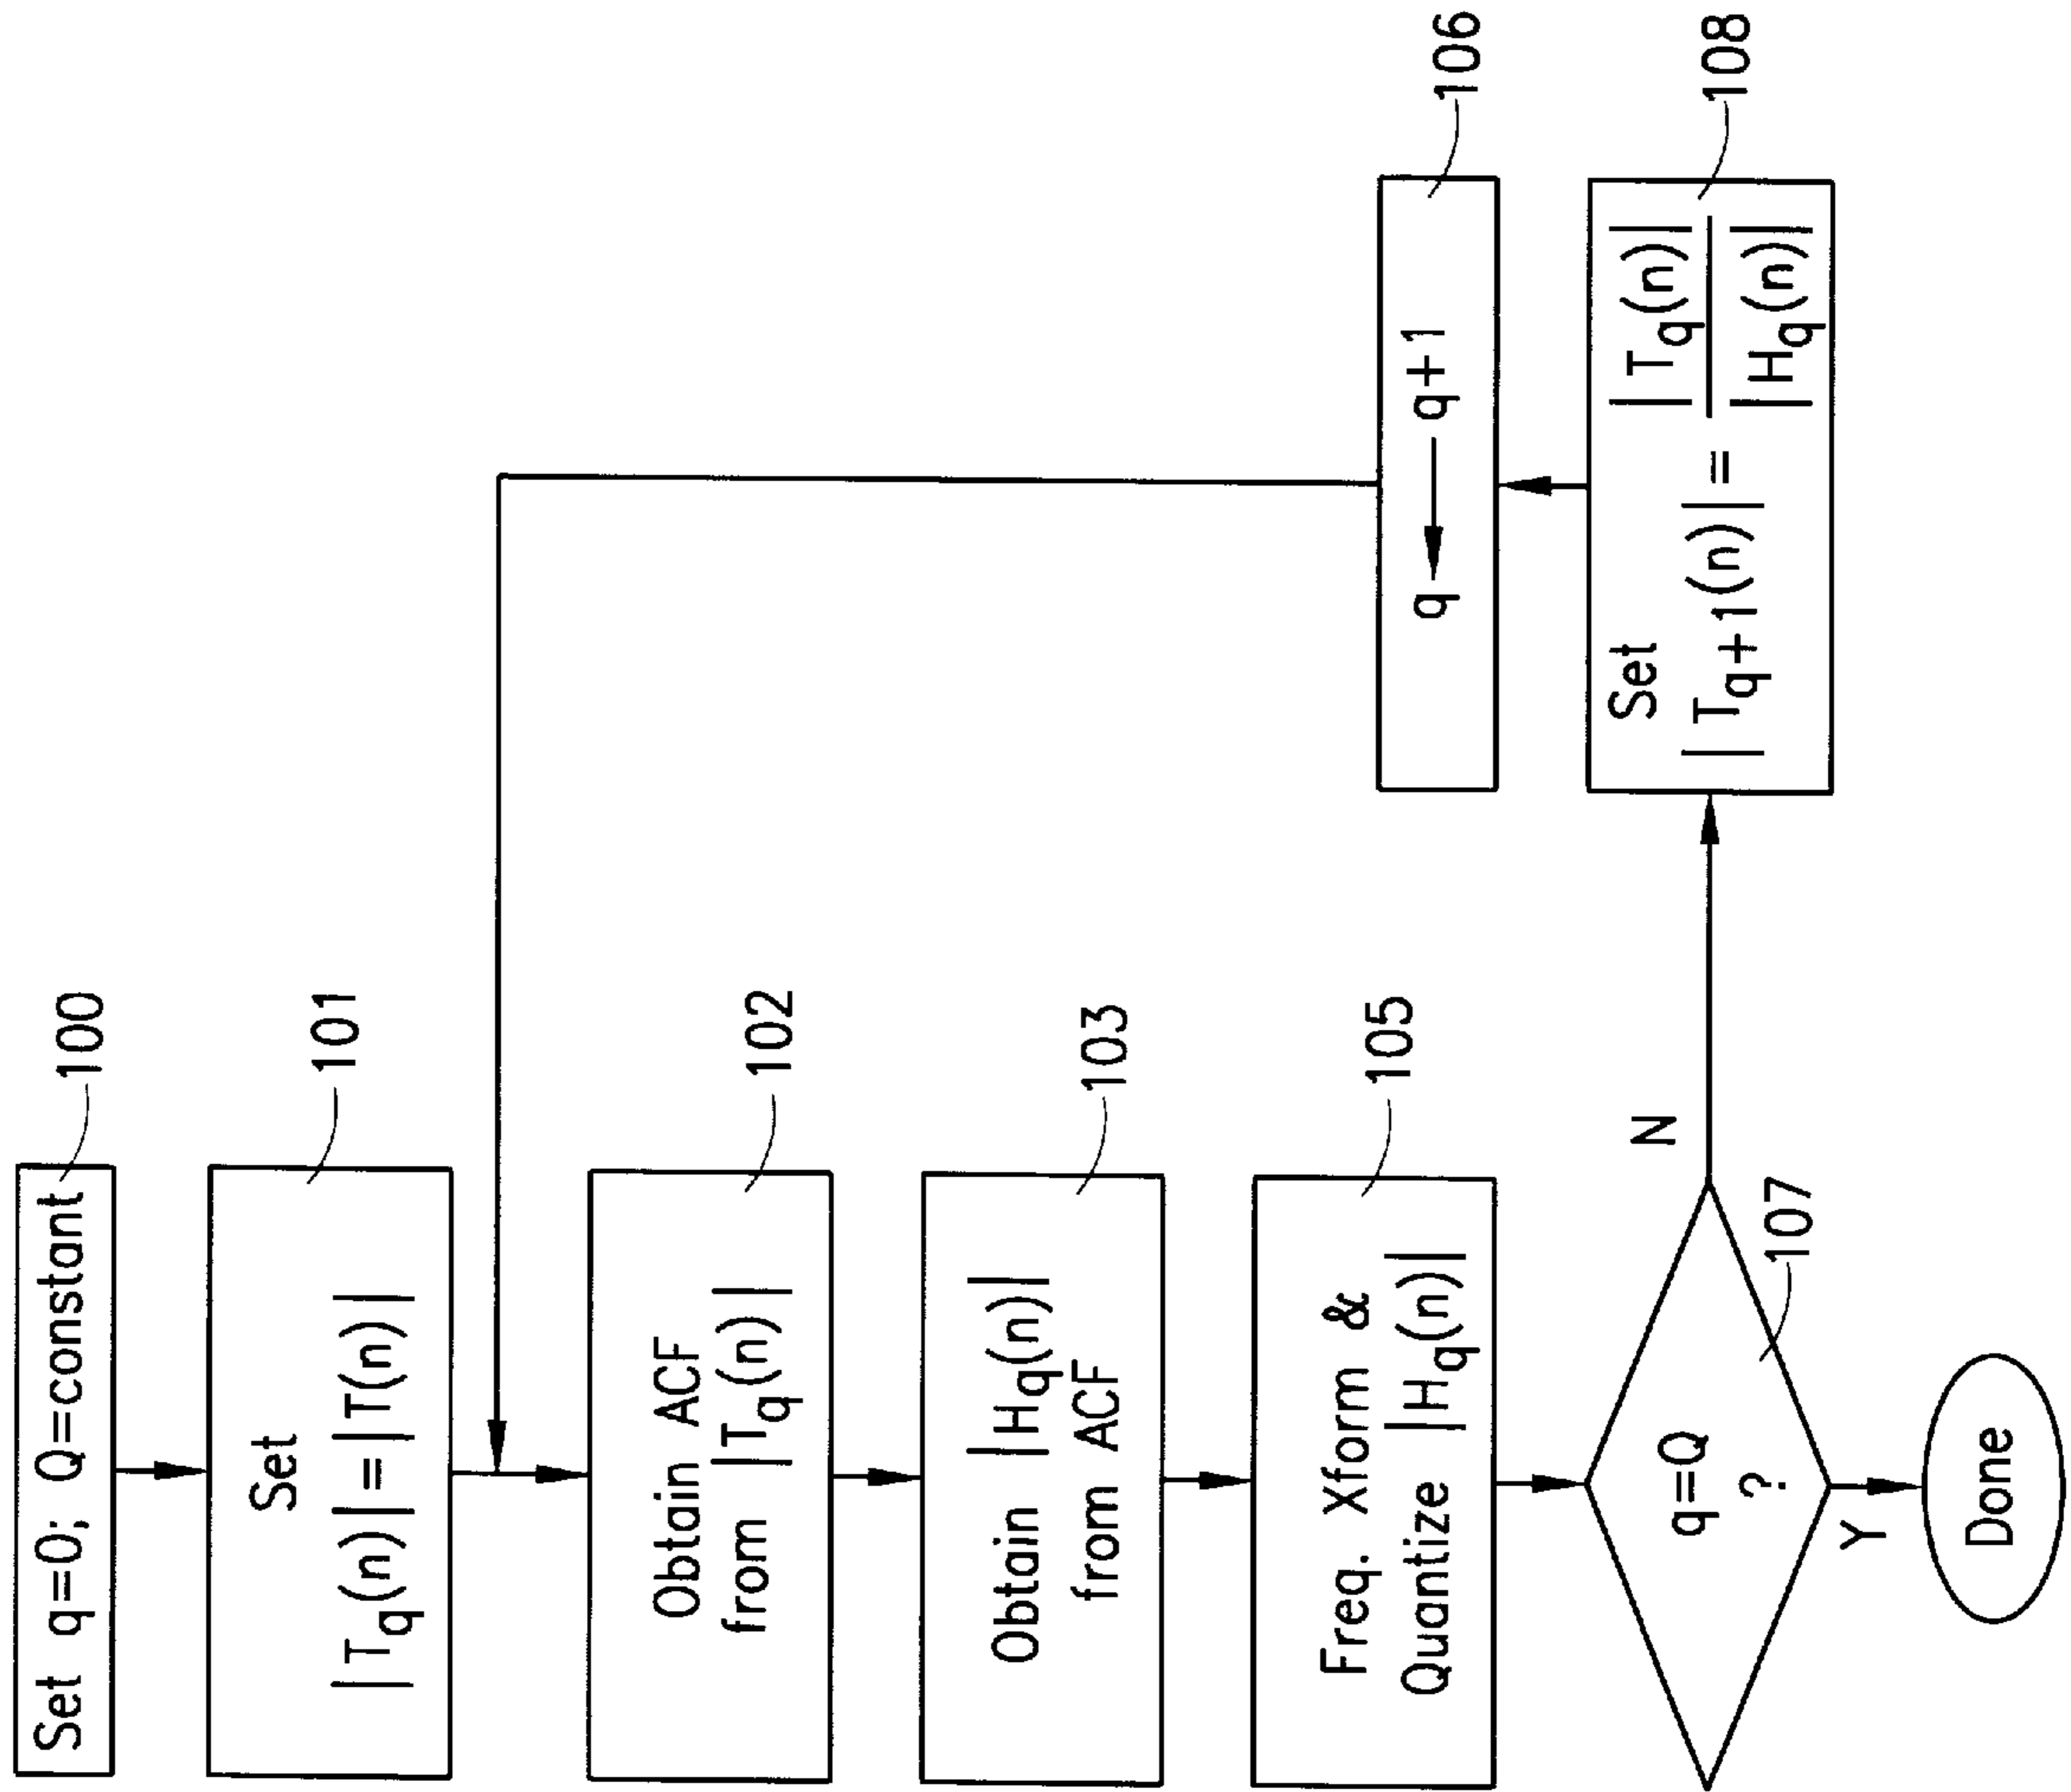 Set q=0; Q=constant
100
Set
|Tq(n)|=|T(n)|
101
Obtain ACF
from |Tq(n)|
102
Obtain |Hq(n)|
from ACF
103
Freq. Xform &
Quantize |Hq(n)|
105
q=Q
?
107
N
Y
Done
q q+1
106
Set
|Tq+1(n)| = |Tq(n)|
|Hq(n)|
108